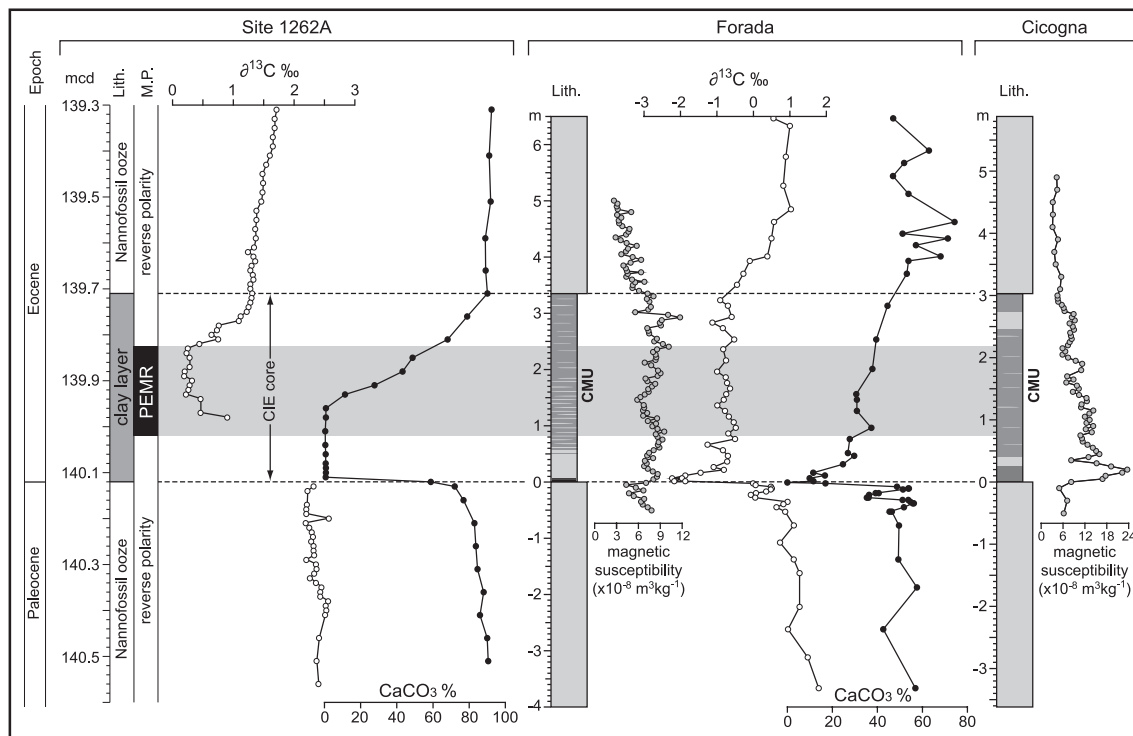 Site 1262A
Forada
Cicogna
Epoch
mcd
Lith.
M.P.
∂13C ‰
0 1 2 3
Lith.
∂13C ‰
-3 -2 -1 0 1 2
Lith.
Eocene
Paleocene
139.3
139.5
139.7
139.9
140.1
140.3
140.5
Nannofossil ooze
clay layer
Nannofossil ooze
reverse polarity
PEMR
reverse polarity
CIE core
CaCO3 %
0 20 40 60 80 100
m
6
5
4
3
2
1
0
-1
-2
-3
-4
CMU
0 3 6 9 12
magnetic
susceptibility
(x10-8 m3kg-1)
CaCO3 %
0 20 40 60 80
m
5
4
3
2
1
0
-1
-2
-3
CMU
0 6 12 18 24
magnetic
susceptibility
(x10-8 m3kg-1)